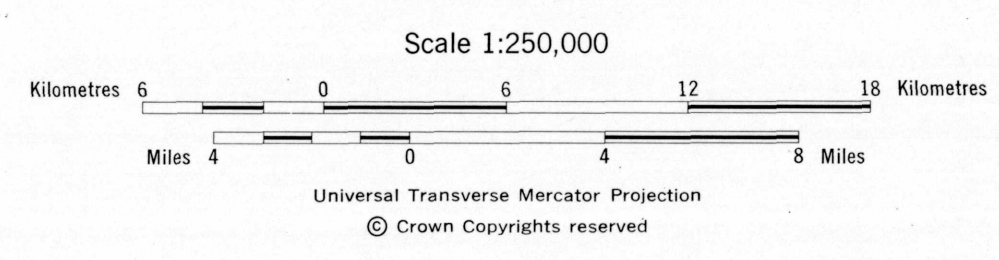 Scale 1:250,000
Kilometres 6 0 6 12 18 Kilometres
Miles 4 0 4 8 Miles
Universal Transverse Mercator Projection
© Crown Copyrights reserved